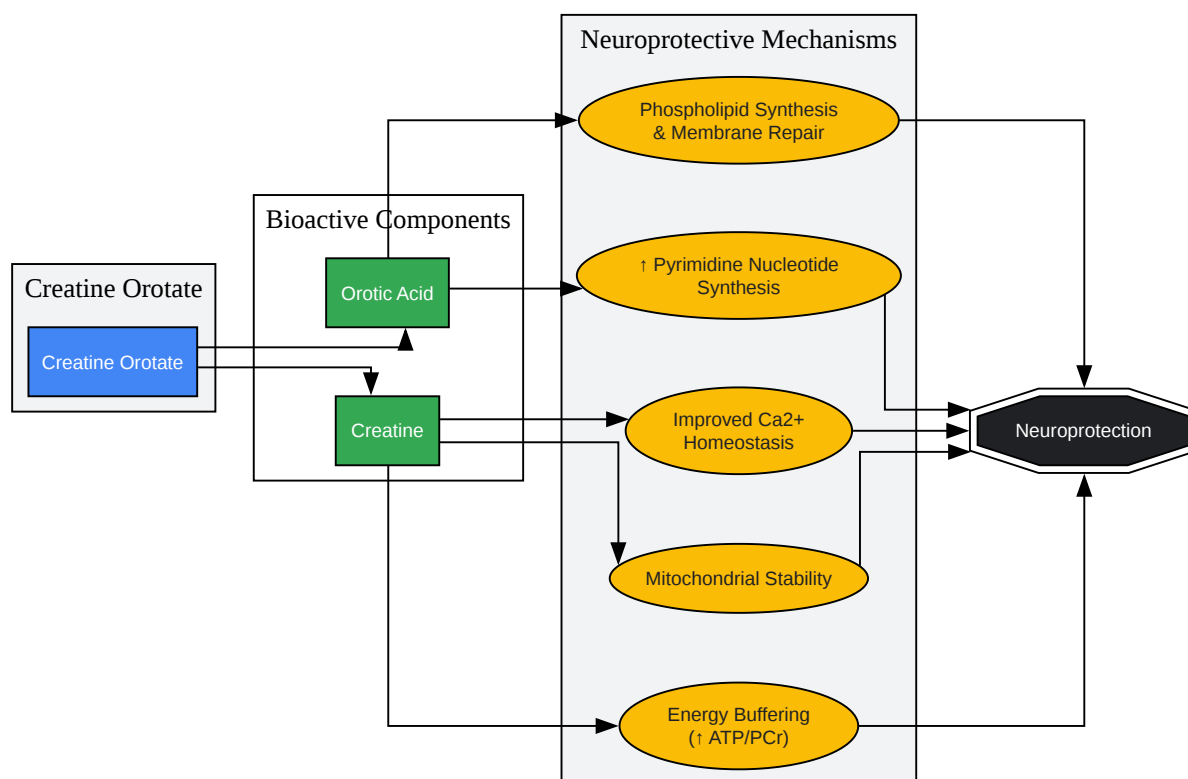 Neuroprotective Mechanisms
Phospholipid Synthesis
& Membrane Repair
Bioactive Components
Orotic Acid
↑ Pyrimidine Nucleotide
Synthesis
Creatine Orotate
Creatine Orotate
Creatine
Improved Ca2+
Homeostasis
Neuroprotection
Mitochondrial Stability
Energy Buffering
(↑ ATP/PCr)